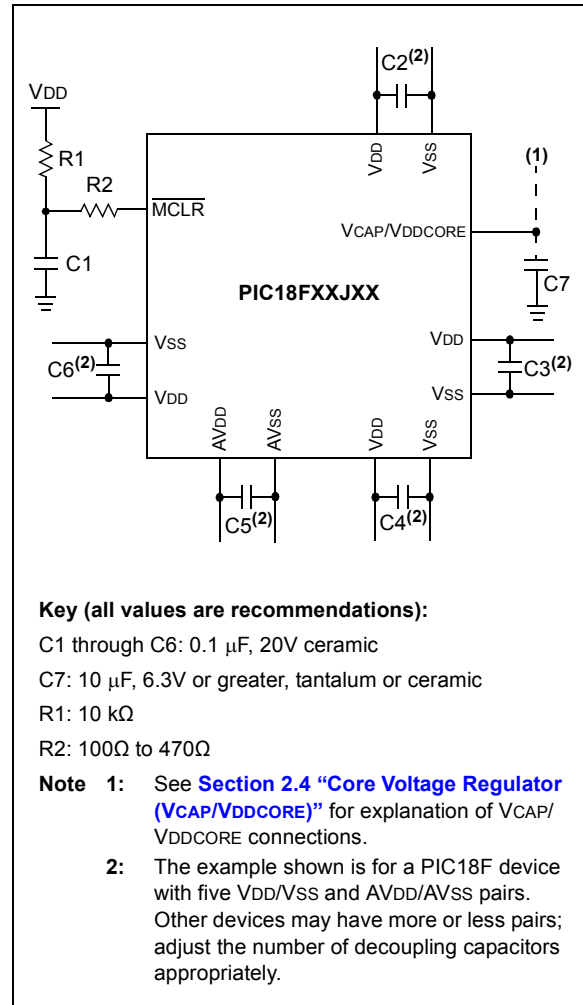 C2(2)
VDD
R1
R2
C1
MCLR
VDD
VSS
(1)
VCAP/VDDCORE
C7
PIC18FXXJXX
VSS
C6(2)
VDD
VDD
C3(2)
VSS
AVDD
AVSS
VDD
VSS
C5(2)
C4(2)
Key (all values are recommendations):
C1 through C6: 0.1 μF, 20V ceramic
C7: 10 μF, 6.3V or greater, tantalum or ceramic
R1: 10 kΩ
R2: 100Ω to 470Ω
Note 1: See Section 2.4 “Core Voltage Regulator
(VCAP/VDDCORE)” for explanation of VCAP/
VDDCORE connections.
2: The example shown is for a PIC18F device
with five VDD/VSS and AVDD/AVSS pairs.
Other devices may have more or less pairs;
adjust the number of decoupling capacitors
appropriately.